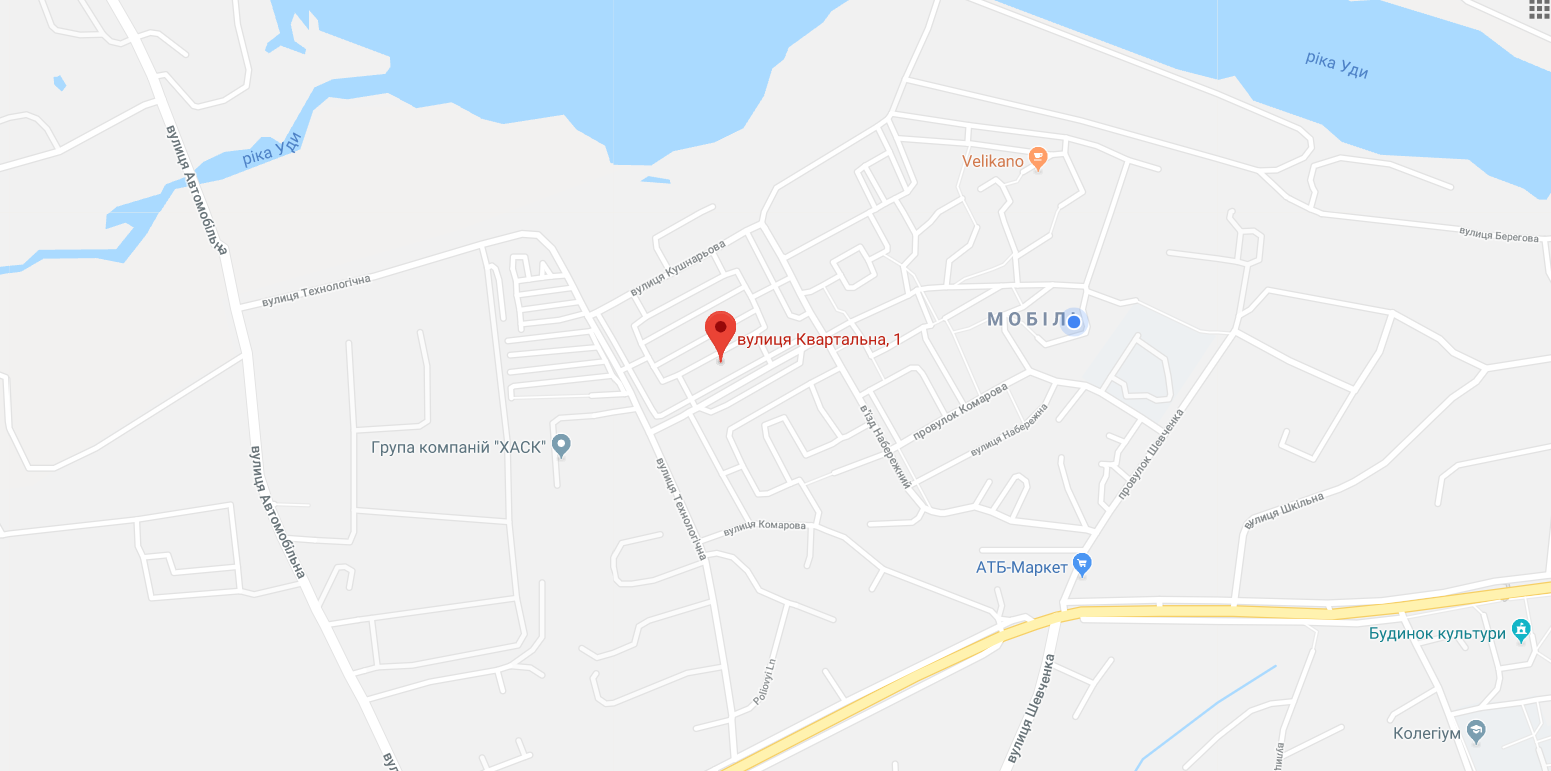 ріка Уди
вулиця Автомобільна
ріка Уди
Velikano
вулиця Берегова
вулиця Кушнарьова
вулиця Технологічна
МОБІЛ
вулиця Квартальна, 1
провулок Комарова
вулиця Набережна
в'їзд Набережний
провулок Шевченка
Група компаній "ХАСК"
вулиця Автомобільна
вулиця Технологічна
вулиця Шкільна
вулиця Комарова
АТБ-Маркет
Будинок культури
Poliovyi Ln
вулиця Шевченка
Колегіум